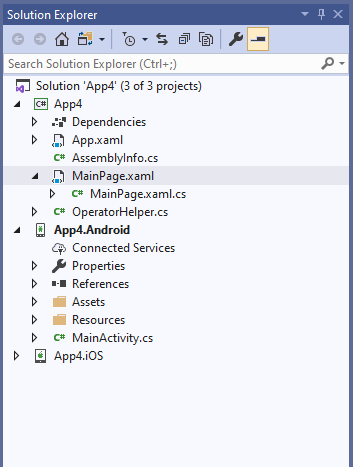 Solution Explorer
Search Solution Explorer (Ctrl+;)
Solution 'App4' (3 of 3 projects)
C# App4
Dependencies
App.xaml
C# AssemblyInfo.cs
MainPage.xaml
C# MainPage.xaml.cs
C# OperatorHelper.cs
App4.Android
Connected Services
Properties
References
Assets
Resources
C# MainActivity.cs
App4.iOS